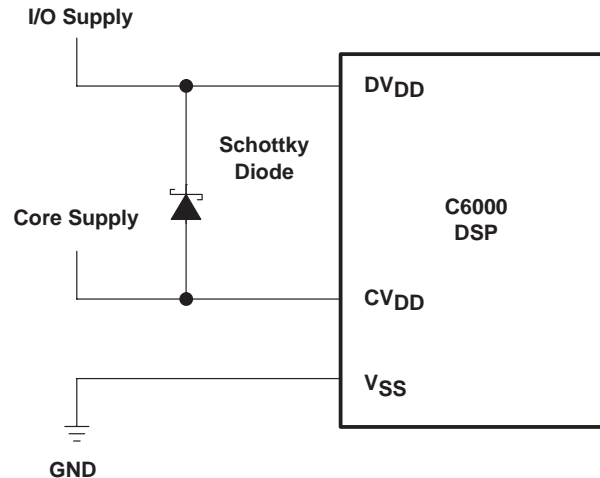 I/O Supply
DVDD
Schottky
Diode
C6000
DSP
Core Supply
CVDD
VSS
GND